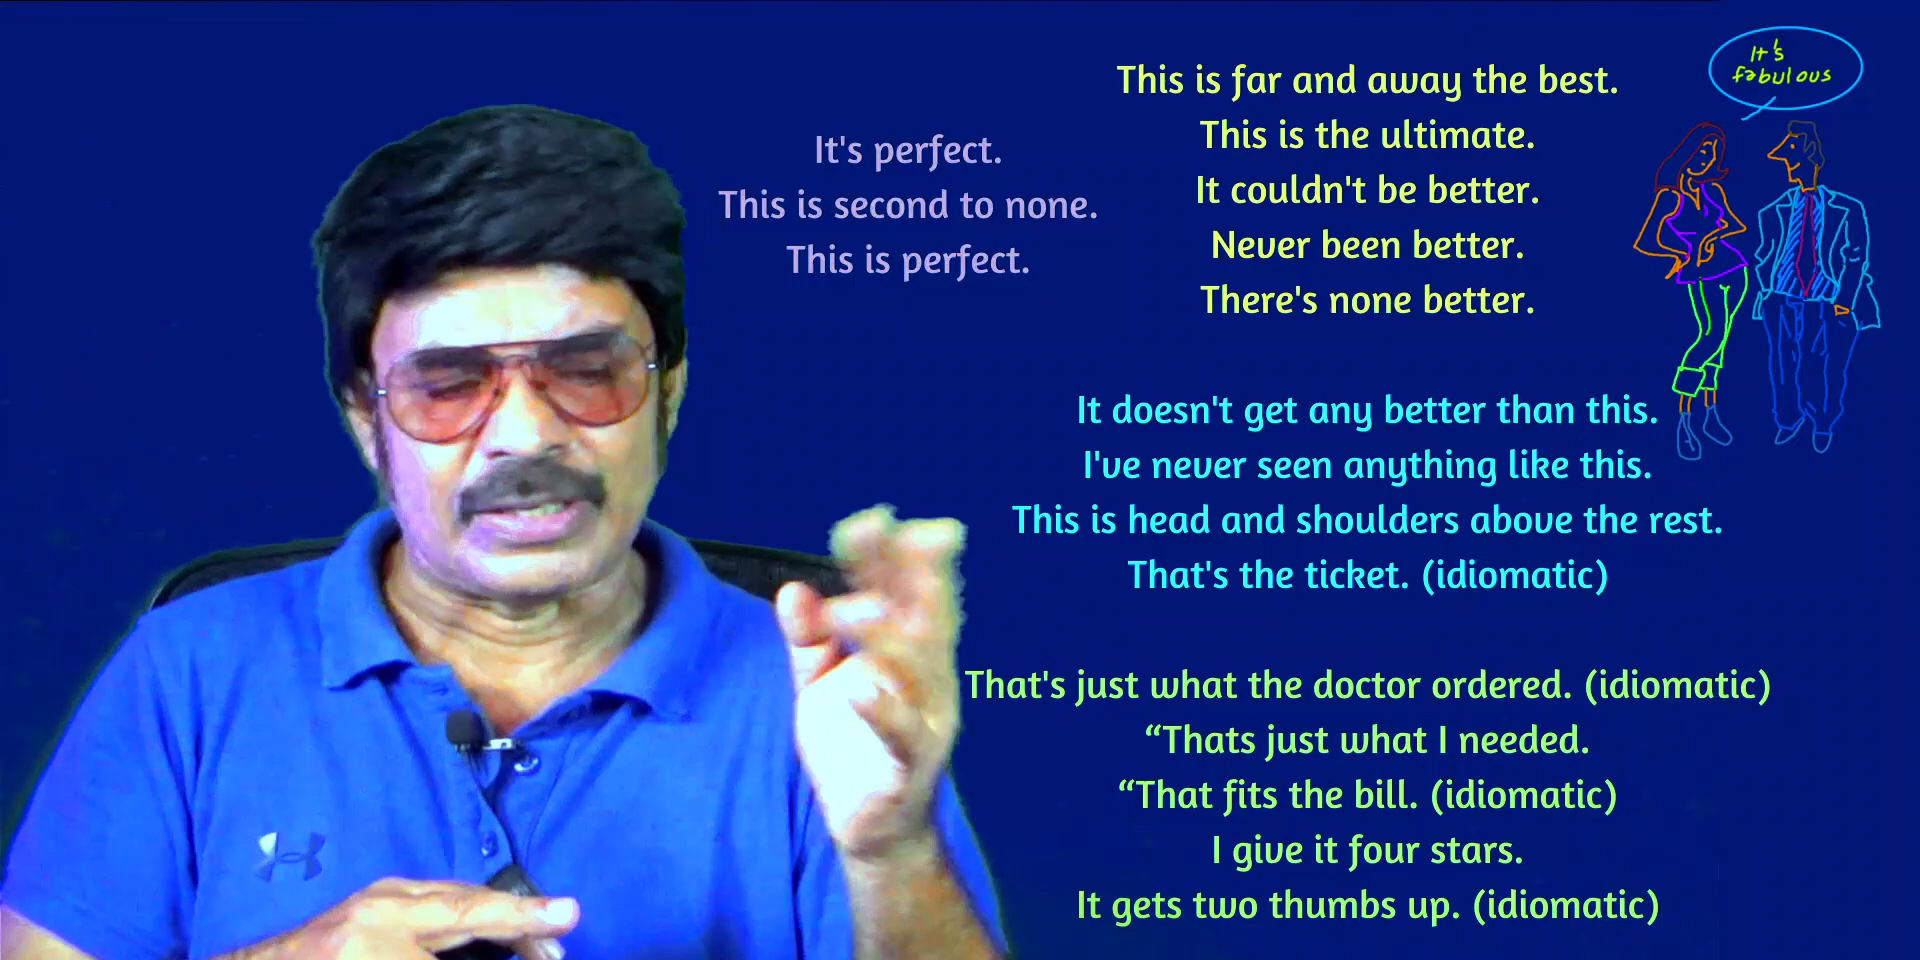 It's perfect.
This is second to none.
This is perfect.
This is far and away the best.
This is the ultimate.
It couldn't be better.
Never been better.
There's none better.
It's
fabulous
It doesn't get any better than this.
I've never seen anything like this.
This is head and shoulders above the rest.
That's the ticket. (idiomatic)
That's just what the doctor ordered. (idiomatic)
“Thats just what I needed.
“That fits the bill. (idiomatic)
I give it four stars.
It gets two thumbs up. (idiomatic)